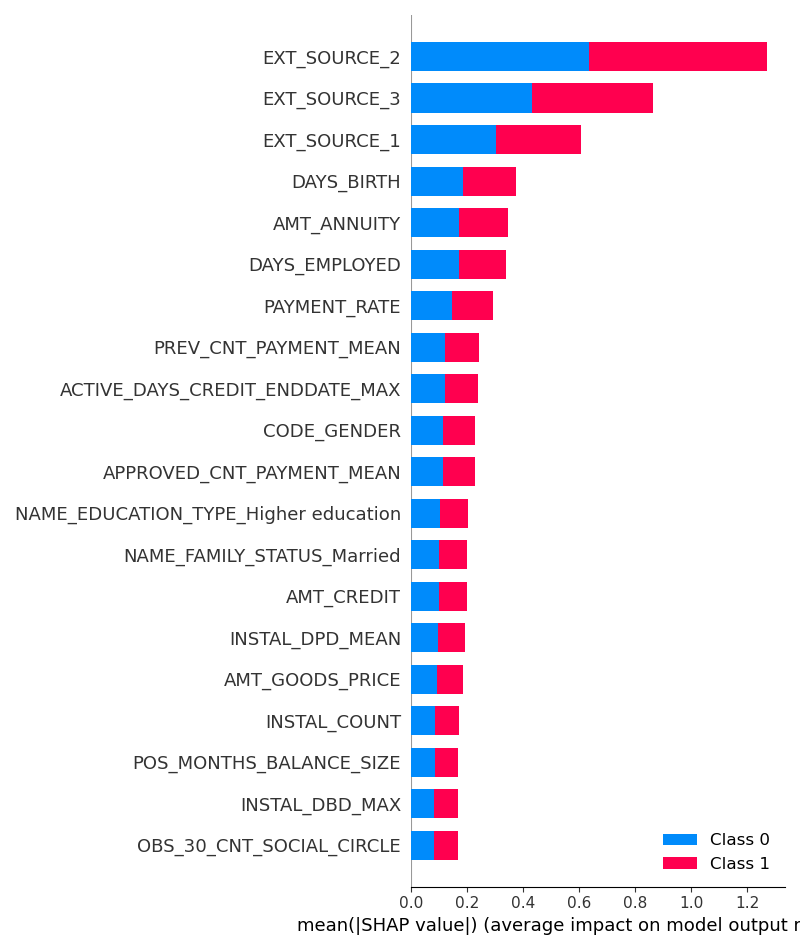 EXT_SOURCE_2
EXT_SOURCE_3
EXT_SOURCE_1
DAYS_BIRTH
AMT_ANNUITY
DAYS_EMPLOYED
PAYMENT_RATE
PREV_CNT_PAYMENT_MEAN
ACTIVE_DAYS_CREDIT_ENDDATE_MAX
CODE_GENDER
APPROVED_CNT_PAYMENT_MEAN
NAME_EDUCATION_TYPE_Higher education
NAME_FAMILY_STATUS_Married
AMT_CREDIT
INSTAL_DPD_MEAN
AMT_GOODS_PRICE
INSTAL_COUNT
POS_MONTHS_BALANCE_SIZE
INSTAL_DBD_MAX
OBS_30_CNT_SOCIAL_CIRCLE
Class 0
Class 1
0.0 0.2 0.4 0.6 0.8 1.0 1.2
mean(|SHAP value|) (average impact on model output